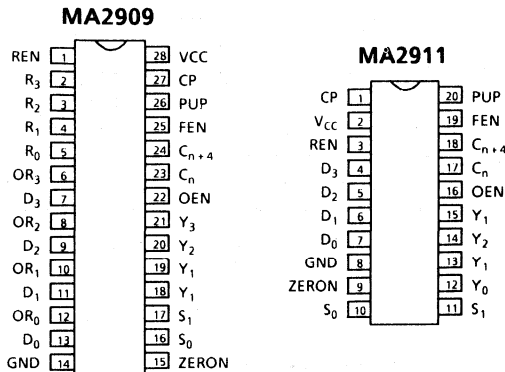 MA2909
REN 1 28 VCC
R3 2 27 CP
R2 3 26 PUP
R1 4 25 FEN
R0 5 24 Cn+4
OR3 6 23 Cn
D3 7 22 OEN
OR2 8 21 Y3
D2 9 20 Y2
OR1 10 19 Y1
D1 11 18 Y1
OR0 12 17 S1
D0 13 16 S0
GND 14 15 ZERON
MA2911
CP 1 20 PUP
VCC 2 19 FEN
REN 3 18 Cn+4
D3 4 17 Cn
D2 5 16 OEN
D1 6 15 Y1
D0 7 14 Y2
GND 8 13 Y1
ZERON 9 12 Y0
S0 10 11 S1